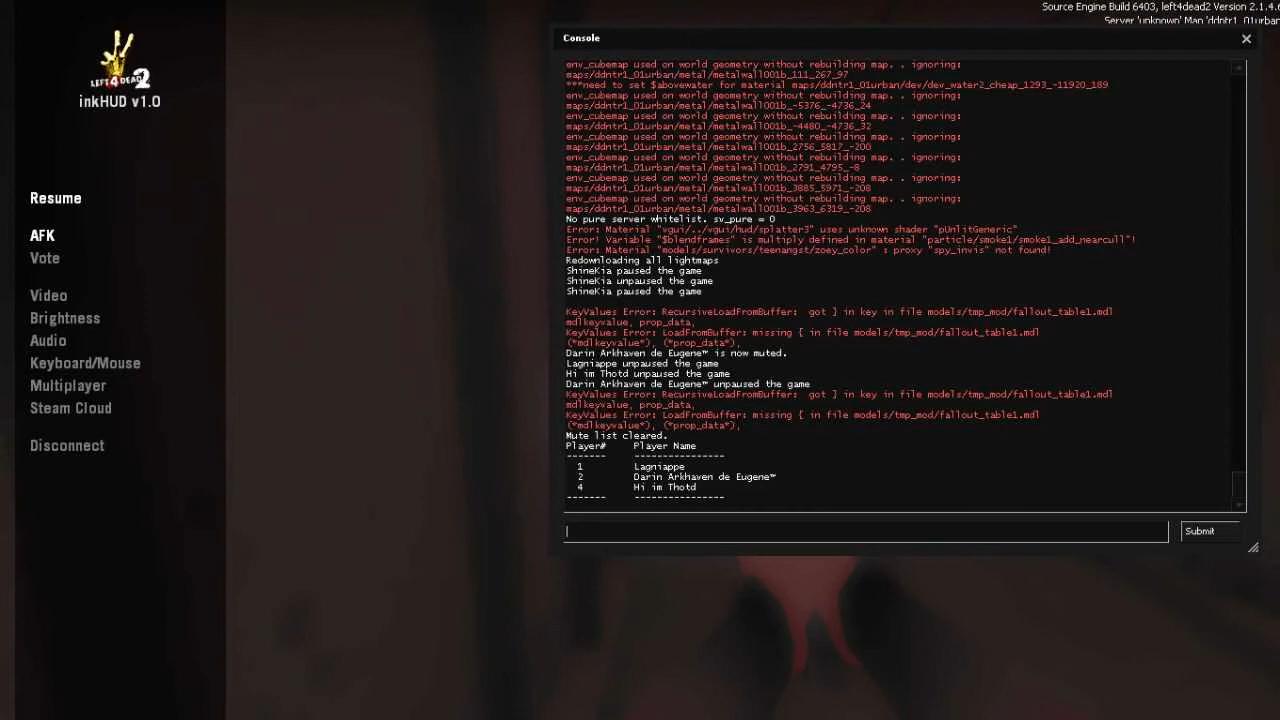 Source Engine Build 6403, left4dead2 Version 2.1.4.6
Server 'unknown' Map 'ddntr1_01urban
LEFT 4 DEAD 2
inkHUD v1.0
Resume
AFK
Vote
Video
Brightness
Audio
Keyboard/Mouse
Multiplayer
Steam Cloud
Disconnect
Console
env_cubemap used on world geometry without rebuilding map. . ignoring:
maps/ddntr1_01urban/metal/metalwall001b_111_267_97
***need to set $abovewater for material maps/ddntr1_01urban/dev/dev_water2_cheap_1293_-11920_189
env_cubemap used on world geometry without rebuilding map. . ignoring:
maps/ddntr1_01urban/metal/metalwall001b_-5376_-4736_24
env_cubemap used on world geometry without rebuilding map. . ignoring:
maps/ddntr1_01urban/metal/metalwall001b_-4480_-4736_32
env_cubemap used on world geometry without rebuilding map. . ignoring:
maps/ddntr1_01urban/metal/metalwall001b_2756_5817_-200
env_cubemap used on world geometry without rebuilding map. . ignoring:
maps/ddntr1_01urban/metal/metalwall001b_2791_4795_-8
env_cubemap used on world geometry without rebuilding map. . ignoring:
maps/ddntr1_01urban/metal/metalwall001b_3885_5971_-208
env_cubemap used on world geometry without rebuilding map. . ignoring:
maps/ddntr1_01urban/metal/metalwall001b_3963_6319_-208
No pure server whitelist. sv_pure = 0
Error: Material "vgui/../vgui/hud/splatter3" uses unknown shader "pUnlitGeneric"
Error! Variable "$blendframes" is multiply defined in material "particle/smoke1/smoke1_add_nearcull"!
Error: Material "models/survivors/teenangst/zoey_color" : proxy "spy_invis" not found!
Redownloading all lightmaps
ShineKia paused the game
ShineKia unpaused the game
ShineKia paused the game
KeyValues Error: RecursiveLoadFromBuffer:  got } in key in file models/tmp_mod/fallout_table1.mdl
mdlkeyvalue, prop_data,
KeyValues Error: LoadFromBuffer: missing { in file models/tmp_mod/fallout_table1.mdl
(*mdlkeyvalue*), (*prop_data*),
Darin Arkhaven de Eugene™ is now muted.
Lagniappe unpaused the game
Hi im Thotd unpaused the game
Darin Arkhaven de Eugene™ unpaused the game
KeyValues Error: RecursiveLoadFromBuffer:  got } in key in file models/tmp_mod/fallout_table1.mdl
mdlkeyvalue, prop_data,
KeyValues Error: LoadFromBuffer: missing { in file models/tmp_mod/fallout_table1.mdl
(*mdlkeyvalue*), (*prop_data*),
Mute list cleared.
Player# Player Name
------- ----------------
1 Lagniappe
2 Darin Arkhaven de Eugene™
4 Hi im Thotd
------- ----------------
Submit